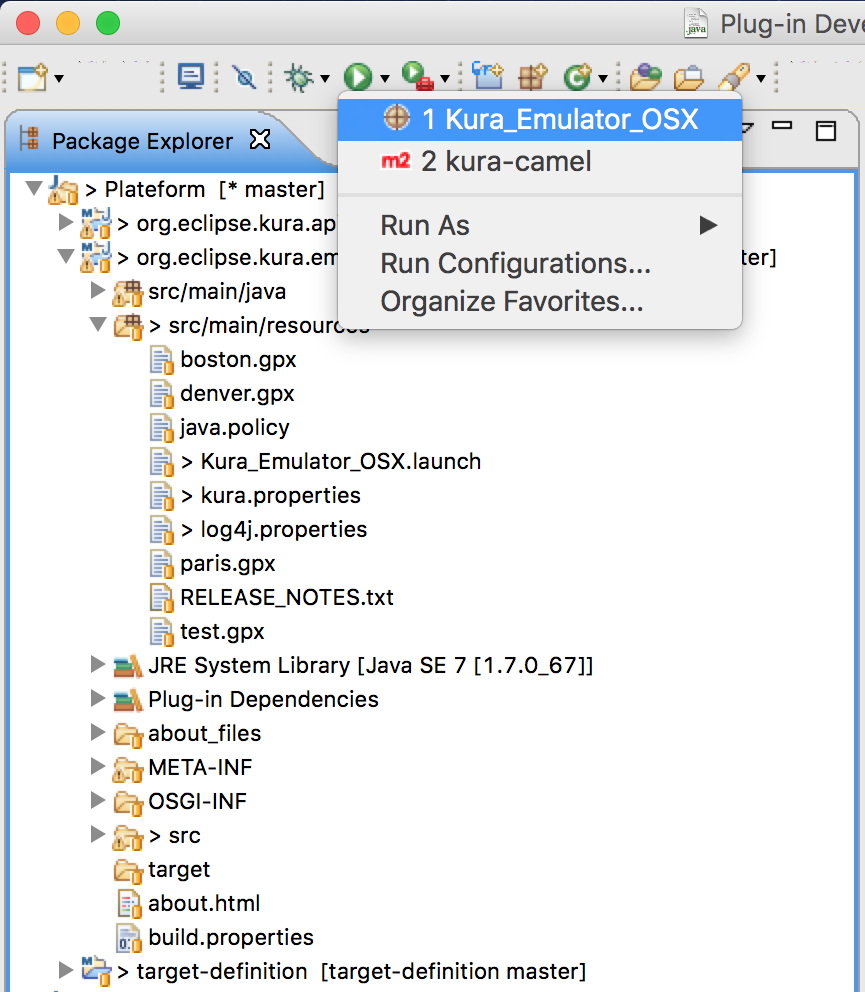 Plug-in Deve
1 Kura_Emulator_OSX
Package Explorer
m2 2 kura-camel
> Plateform [* master]
Run As
> org.eclipse.kura.ap
> org.eclipse.kura.em
ter]
Run Configurations...
src/main/java
Organize Favorites...
> src/main/resources
boston.gpx
denver.gpx
java.policy
> Kura_Emulator_OSX.launch
> kura.properties
> log4j.properties
paris.gpx
RELEASE_NOTES.txt
test.gpx
JRE System Library [Java SE 7 [1.7.0_67]]
Plug-in Dependencies
about_files
META-INF
OSGI-INF
> src
target
about.html
build.properties
> target-definition [target-definition master]